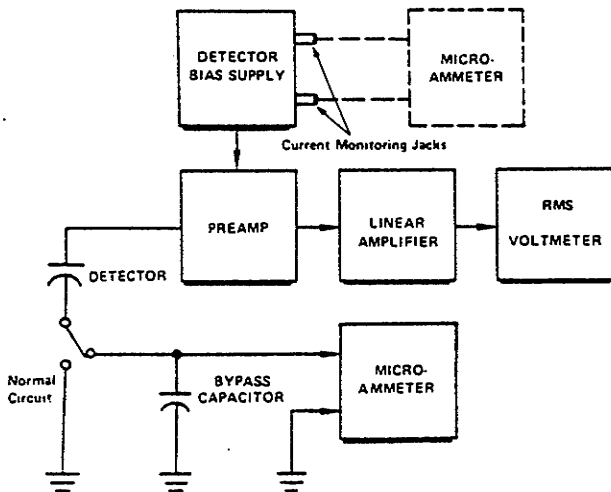 DETECTOR
BIAS SUPPLY
MICRO-
AMMETER
Current Monitoring Jacks
PREAMP
LINEAR
AMPLIFIER
RMS
VOLTMETER
DETECTOR
Normal
Circuit
BYPASS
CAPACITOR
MICRO-
AMMETER